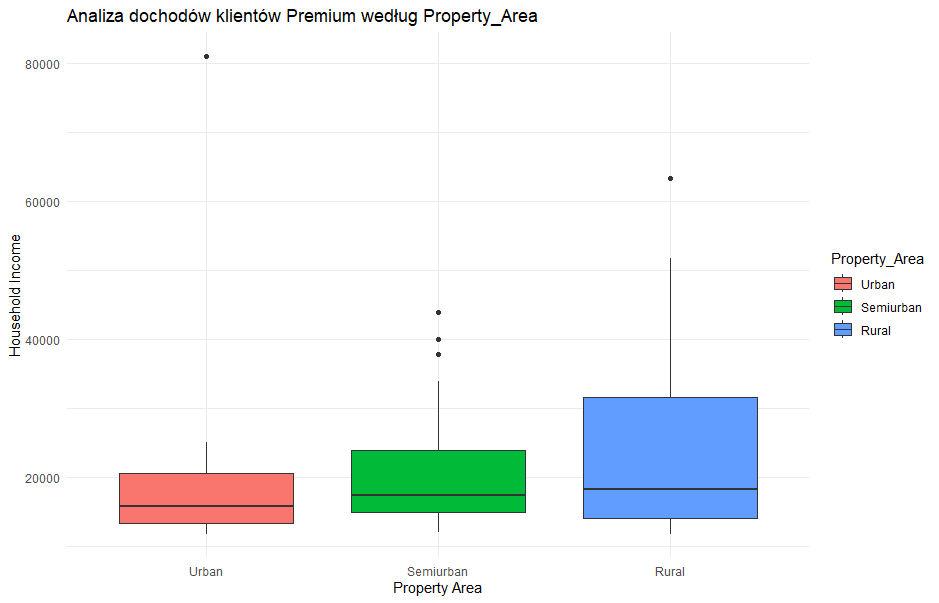 Analiza dochodów klientów Premium według Property_Area
80000
60000
40000
20000
Household Income
Urban
Semiurban
Rural
Property Area
Property_Area
Urban
Semiurban
Rural